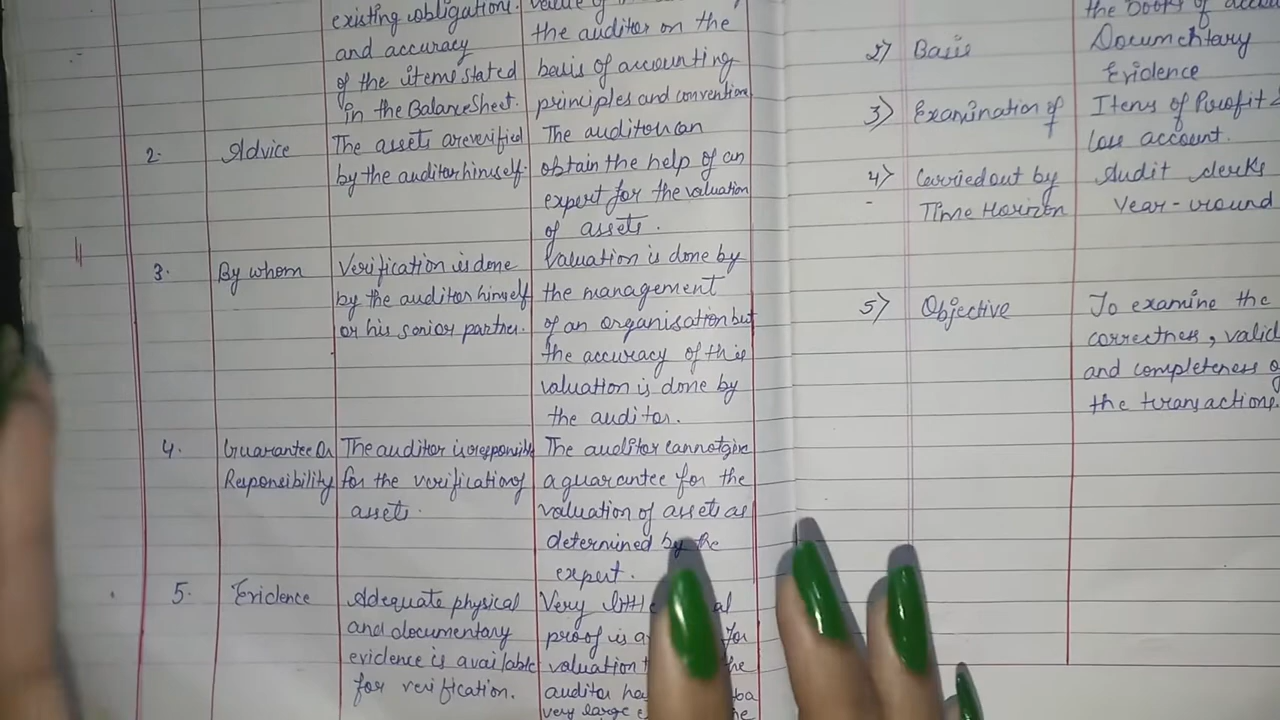 existing obligations.
and accuracy
of the items stated
in the Balance Sheet.
the auditor on the
basis of accounting
principles and convention
2. Advice
The assets are verified
by the auditor himself.
The auditor can
obtain the help of an
expert for the valuation
of assets.
3. By whom
Verification is done
by the auditor himself
or his senior partner.
Valuation is done by
the management
of an organisation but
the accuracy of this
valuation is done by
the auditor.
4. Guarantee Or
Responsibility
The auditor is responsible
for the verification of
assets.
The auditor cannot give
a guarantee for the
valuation of assets as
determined by the
expert.
5. Evidence
Adequate physical
and documentary
evidence is available
for verification.
Very little
proof is for
valuation
auditor
very large
the books of
2) Basis
Documentary
Evidence
3) Examination of
Items of Profit &
loss account.
4) Carried out by
Audit clerks
- Time Horizon
Year-round
5) Objective
To examine the
correctness, valid
and completeness of
the transactions.